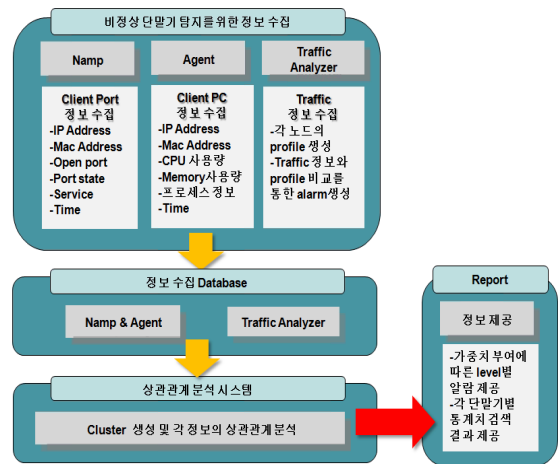 비정상 단말기 탐지를 위한 정보 수집
Namp
Agent
Traffic
Analyzer
Client Port
정보 수집
-IP Address
-Mac Address
-Open port
-Port state
-Service
-Time
Client PC
정보 수집
-IP Address
-Mac Address
-CPU 사용량
-Memory사용량
-프로세스 정보
-Time
Traffic
정보 수집
-각 노드의
profile 생성
-Traffic 정보와
profile 비교를
통한 alarm생성
정보 수집 Database
Namp & Agent
Traffic Analyzer
상관관계 분석 시스템
Cluster 생성 및 각 정보의 상관관계 분석
Report
정보 제공
-가중치 부여에
따른 level별
알람 제공
-각 단말기별
통계치 검색
결과 제공